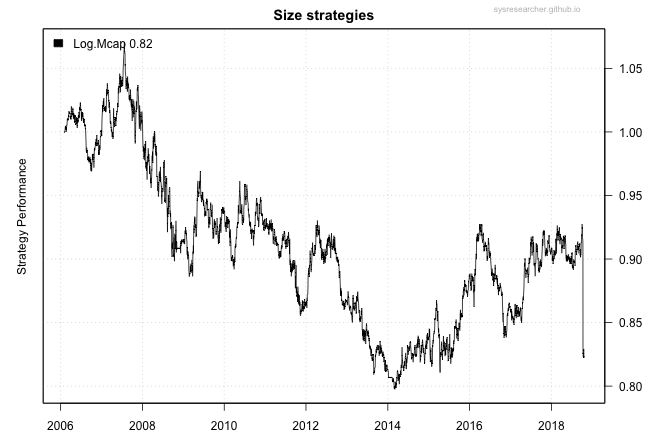 Size strategies
sysresearcher.github.io
Log.Mcap 0.82
Strategy Performance
1.05
1.00
0.95
0.90
0.85
0.80
2006 2008 2010 2012 2014 2016 2018